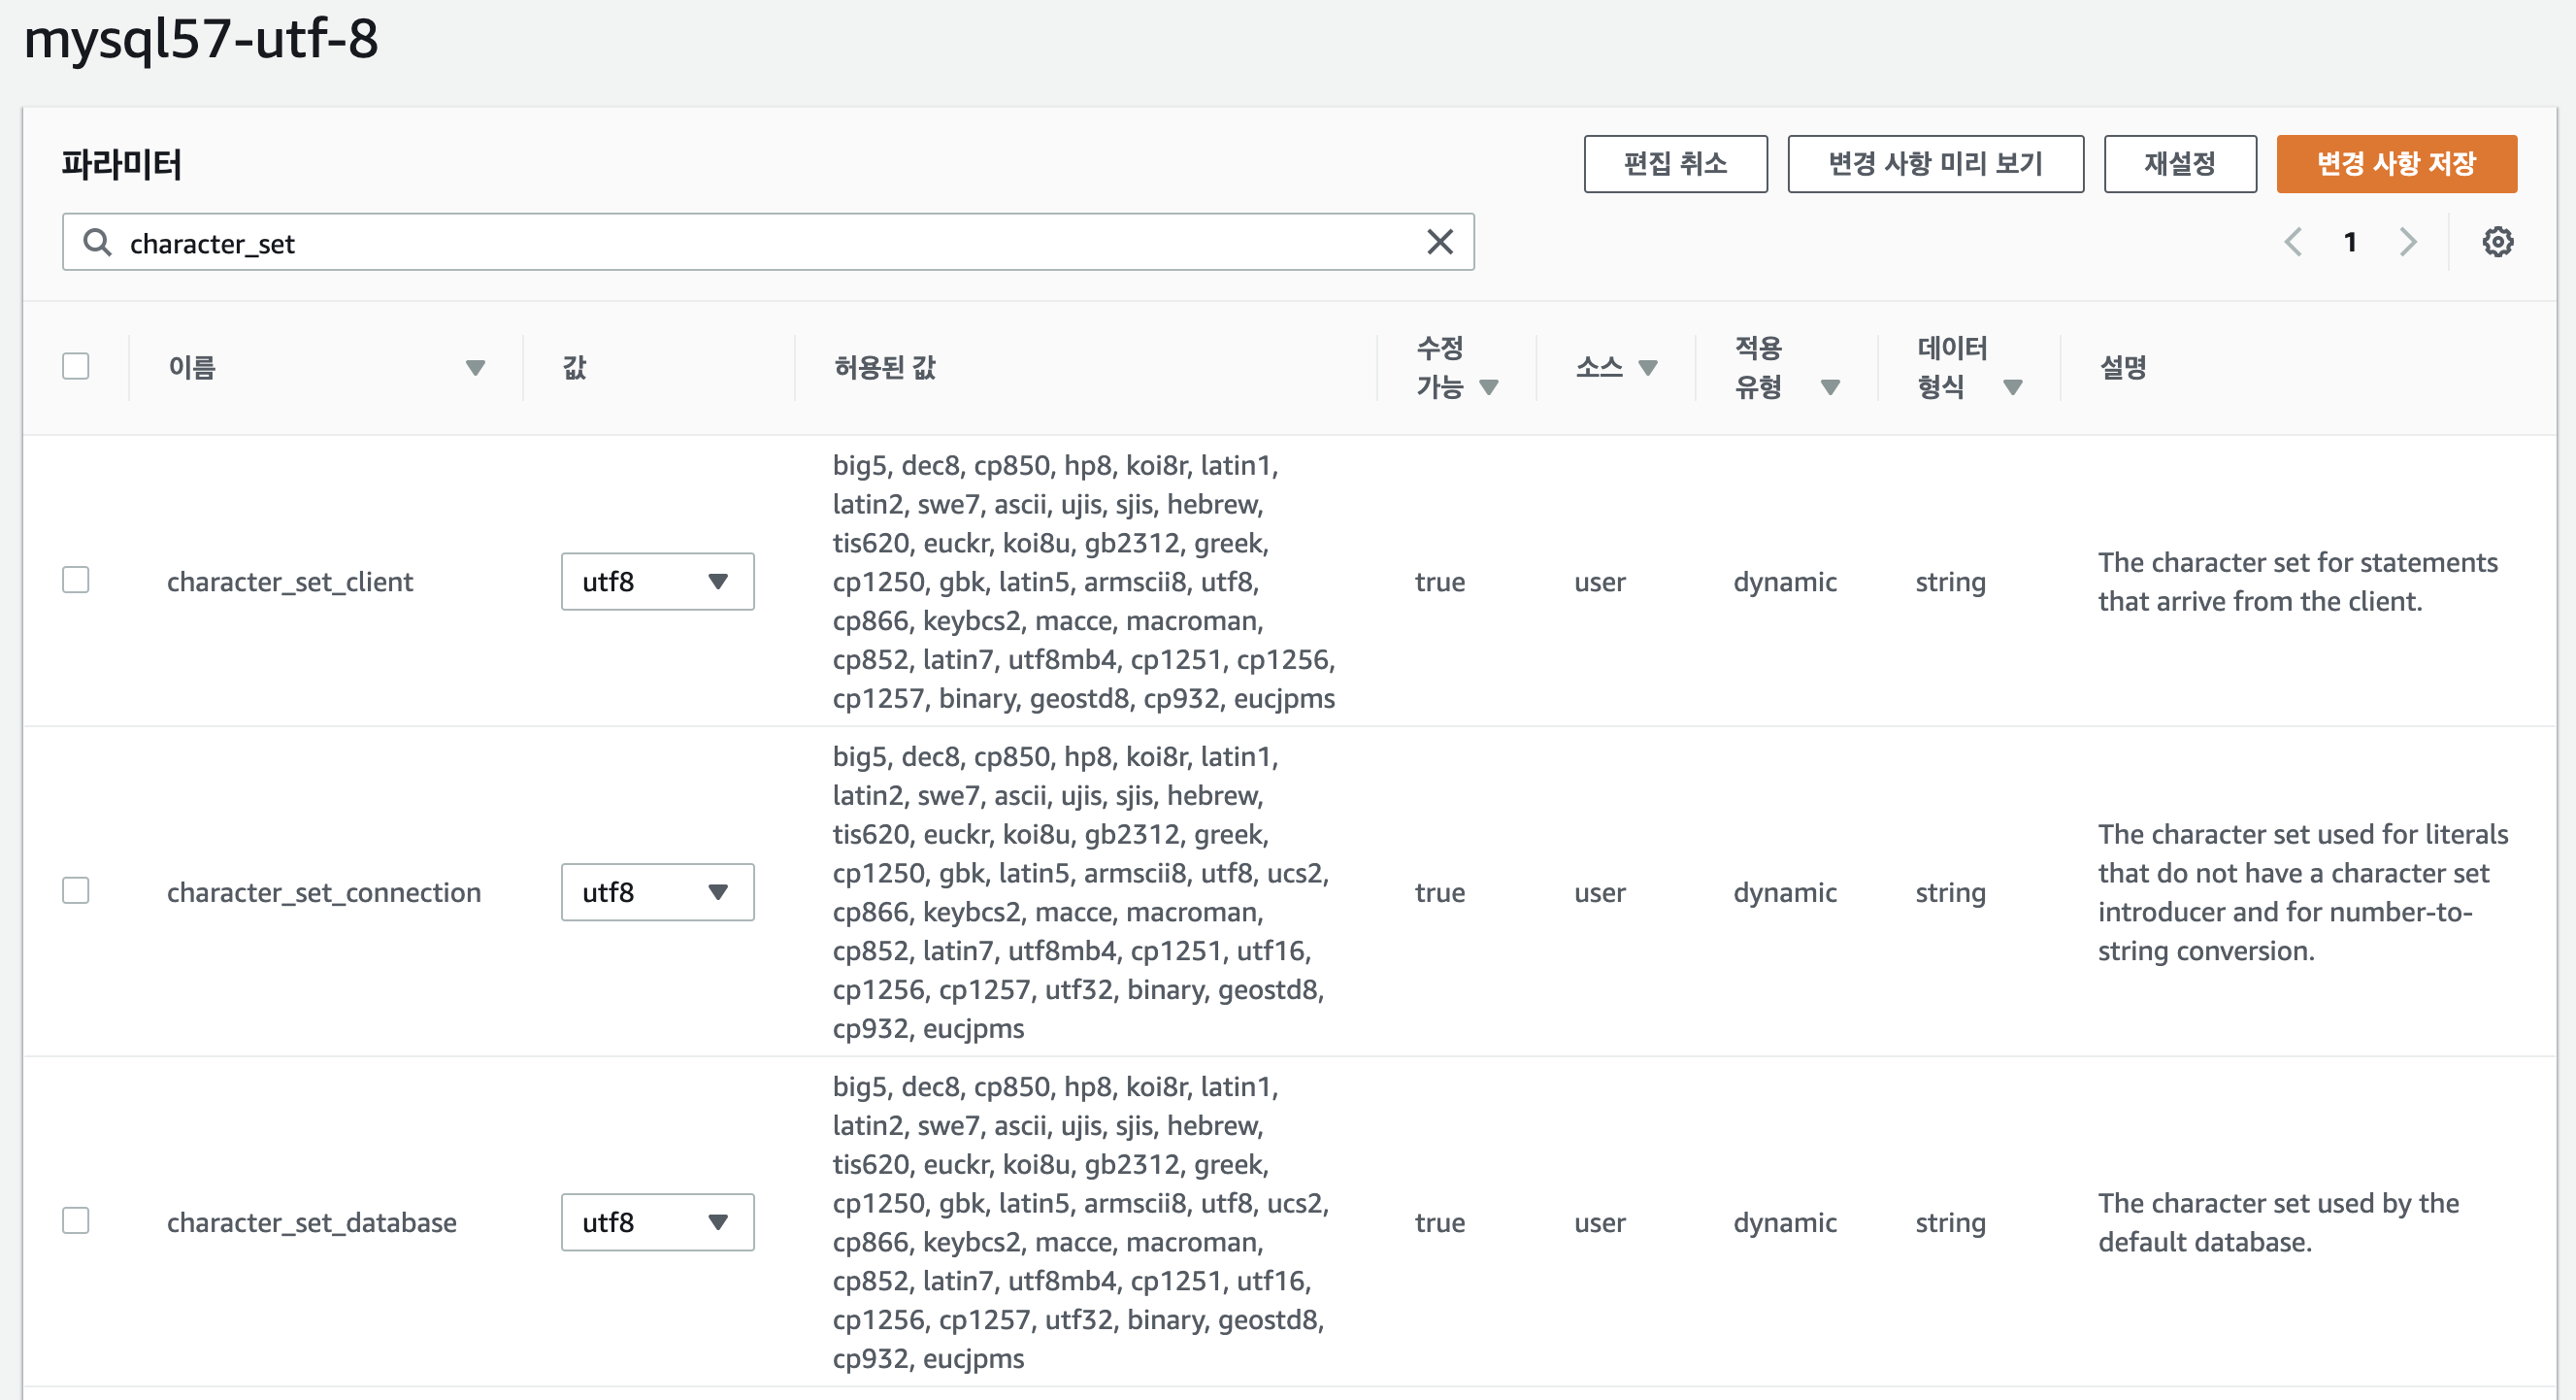 mysql57-utf-8
파라미터
편집 취소
변경 사항 미리 보기
재설정
변경 사항 저장
character_set
1
이름
값
허용된 값
수정
가능
소스
적용
유형
데이터
형식
설명
character_set_client
utf8
big5, dec8, cp850, hp8, koi8r, latin1,
latin2, swe7, ascii, ujis, sjis, hebrew,
tis620, euckr, koi8u, gb2312, greek,
cp1250, gbk, latin5, armscii8, utf8,
cp866, keybcs2, macce, macroman,
cp852, latin7, utf8mb4, cp1251, cp1256,
cp1257, binary, geostd8, cp932, eucjpms
true
user
dynamic
string
The character set for statements
that arrive from the client.
character_set_connection
utf8
big5, dec8, cp850, hp8, koi8r, latin1,
latin2, swe7, ascii, ujis, sjis, hebrew,
tis620, euckr, koi8u, gb2312, greek,
cp1250, gbk, latin5, armscii8, utf8, ucs2,
cp866, keybcs2, macce, macroman,
cp852, latin7, utf8mb4, cp1251, utf16,
cp1256, cp1257, utf32, binary, geostd8,
cp932, eucjpms
true
user
dynamic
string
The character set used for literals
that do not have a character set
introducer and for number-to-
string conversion.
character_set_database
utf8
big5, dec8, cp850, hp8, koi8r, latin1,
latin2, swe7, ascii, ujis, sjis, hebrew,
tis620, euckr, koi8u, gb2312, greek,
cp1250, gbk, latin5, armscii8, utf8, ucs2,
cp866, keybcs2, macce, macroman,
cp852, latin7, utf8mb4, cp1251, utf16,
cp1256, cp1257, utf32, binary, geostd8,
cp932, eucjpms
true
user
dynamic
string
The character set used by the
default database.